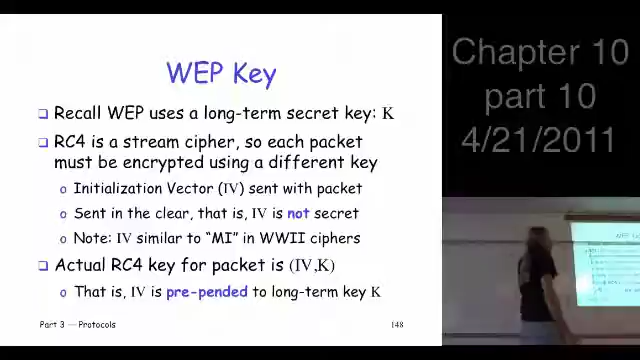 WEP Key
Recall WEP uses a long-term secret key: K
RC4 is a stream cipher, so each packet
must be encrypted using a different key
Initialization Vector (IV) sent with packet
Sent in the clear, that is, IV is not secret
Note: IV similar to “MI” in WWII ciphers
Actual RC4 key for packet is (IV,K)
That is, IV is pre-pended to long-term key K
Part 3 — Protocols
148
Chapter 10
part 10
4/21/2011